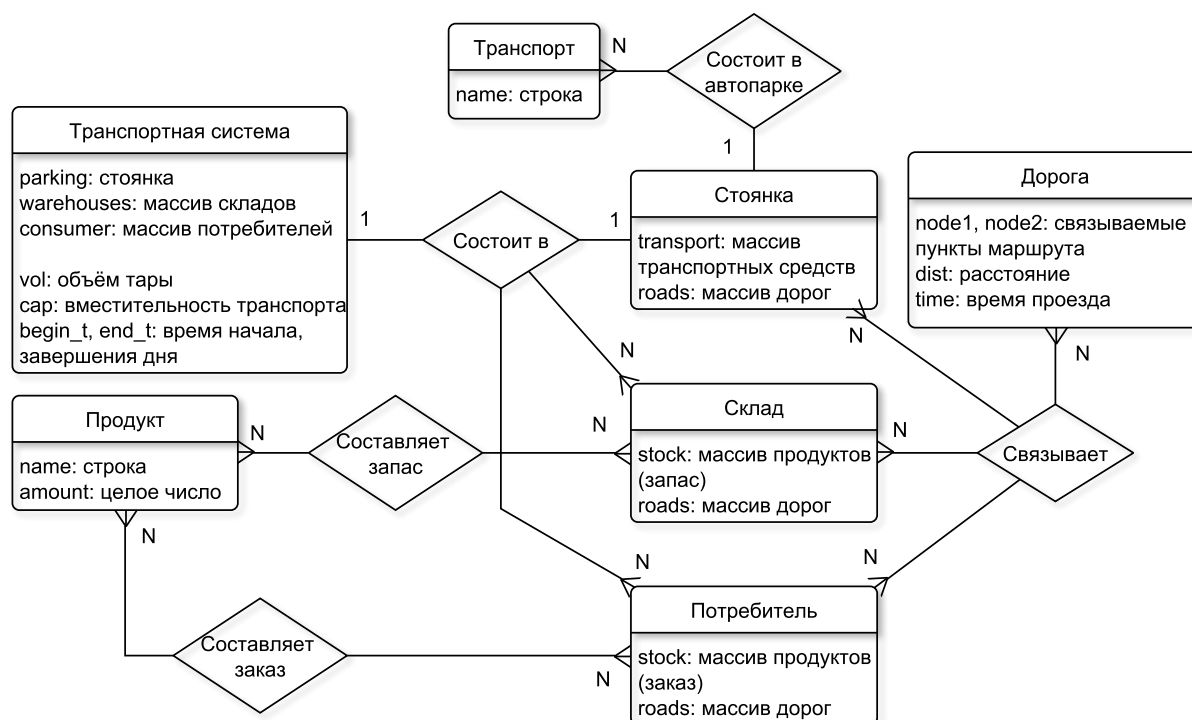 Транспорт
name: строка
N
Состоит в
автопарке
1
Транспортная система
parking: стоянка
warehouses: массив складов
consumer: массив потребителей
vol: объём тары
cap: вместительность транспорта
begin_t, end_t: время начала,
завершения дня
1
Состоит в
1
Стоянка
transport: массив
транспортных средств
roads: массив дорог
N
Дорога
node1, node2: связываемые
пункты маршрута
dist: расстояние
time: время проезда
N
N
Продукт
name: строка
amount: целое число
N
N
Составляет
запас
N
Склад
stock: массив продуктов
(запас)
roads: массив дорог
N
Связывает
N
N
Потребитель
stock: массив продуктов
(заказ)
roads: массив дорог
Составляет
заказ
N